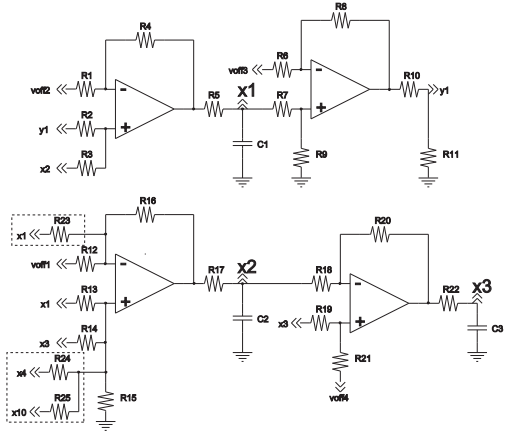 R4
R8
voff2
R1
R2
y1
x2
R3
R5
x1
C1
voff3
R6
R7
R9
R10
y1
R11
x1
R23
voff1
R12
R16
x1
R13
x3
R14
x4
R24
x10
R25
R15
R17
x2
C2
R18
R20
x3
R19
R21
voff4
R22
x3
C3